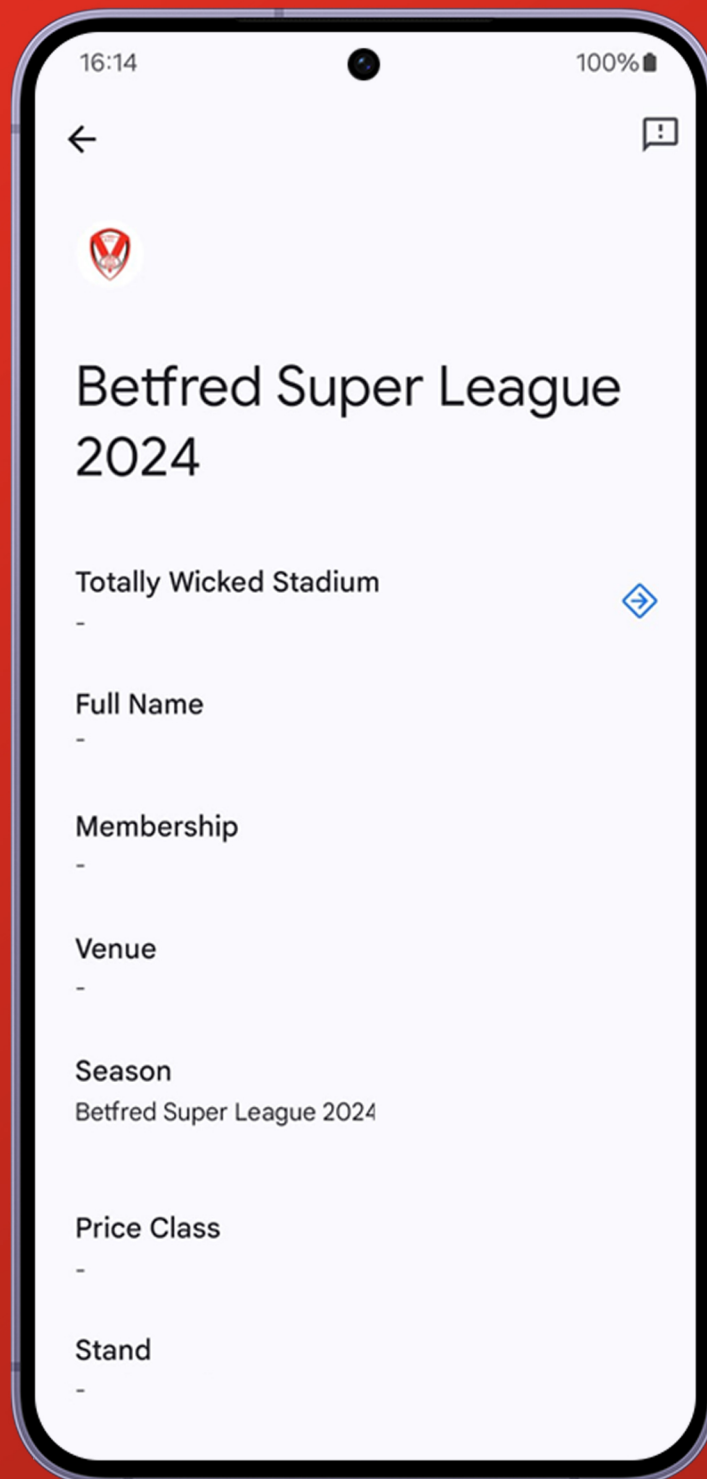 16:14
100%
Betfred Super League
2024
Totally Wicked Stadium
-
Full Name
-
Membership
-
Venue
-
Season
Betfred Super League 2024
Price Class
-
Stand
-